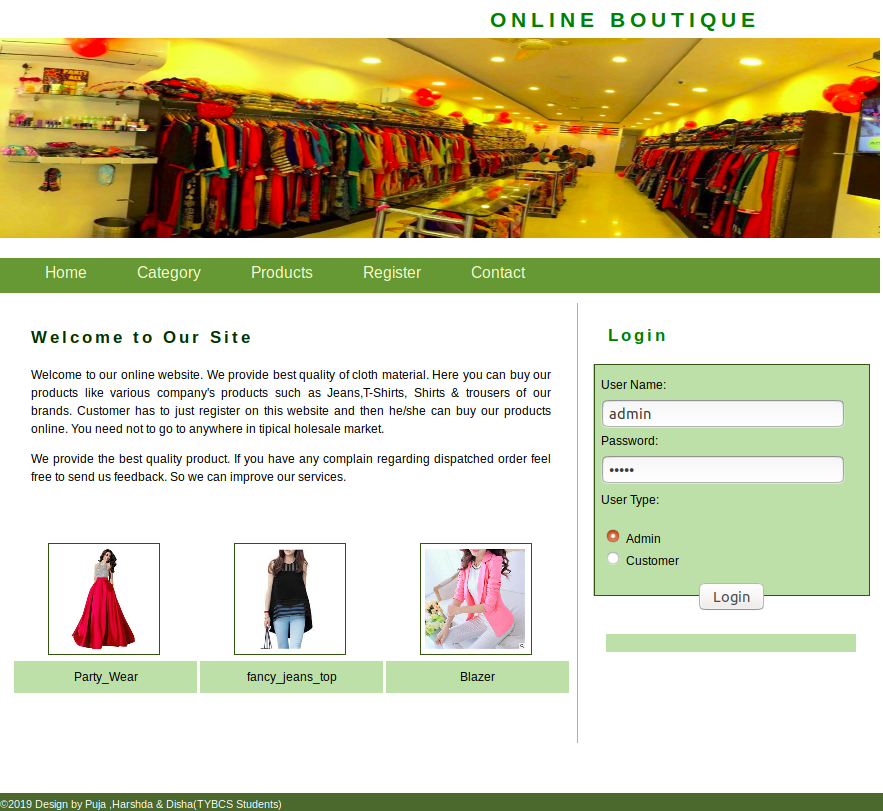 ONLINE BOUTIQUE
PARTY
ALL
Home Category Products Register Contact
Welcome to Our Site
Welcome to our online website. We provide best quality of cloth material. Here you can buy our
products like various company's products such as Jeans,T-Shirts, Shirts & trousers of our
brands. Customer has to just register on this website and then he/she can buy our products
online. You need not to go to anywhere in tipical holesale market.
We provide the best quality product. If you have any complain regarding dispatched order feel
free to send us feedback. So we can improve our services.
Party_Wear fancy_jeans_top Blazer
Login
User Name:
admin
Password:
•••••
User Type:
Admin
Customer
Login
©2019 Design by Puja ,Harshda & Disha(TYBCS Students)